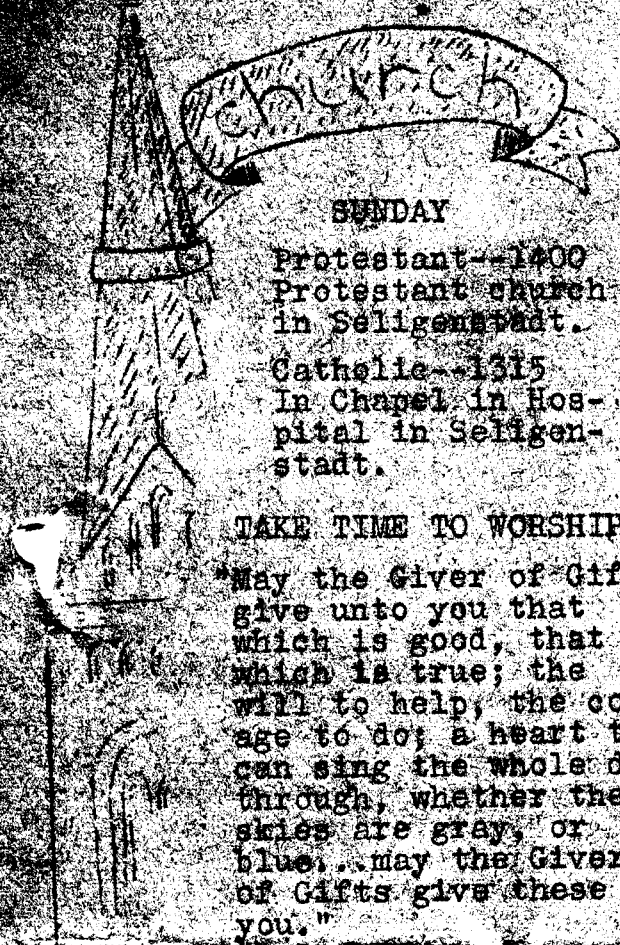 church
SUNDAY
Protestant--1400
Protestant church
in Seligenstadt.
Catholic--1315
In Chapel in Hos-
pital in Seligen-
stadt.
TAKE TIME TO WORSHIP
"May the Giver of Gif
give unto you that
which is good, that
which is true; the
will to help; the co
age to do; a heart t
can sing the whole d
through, whether the
skies are gray, or
blue...may the Giver
of Gifts give these
you."